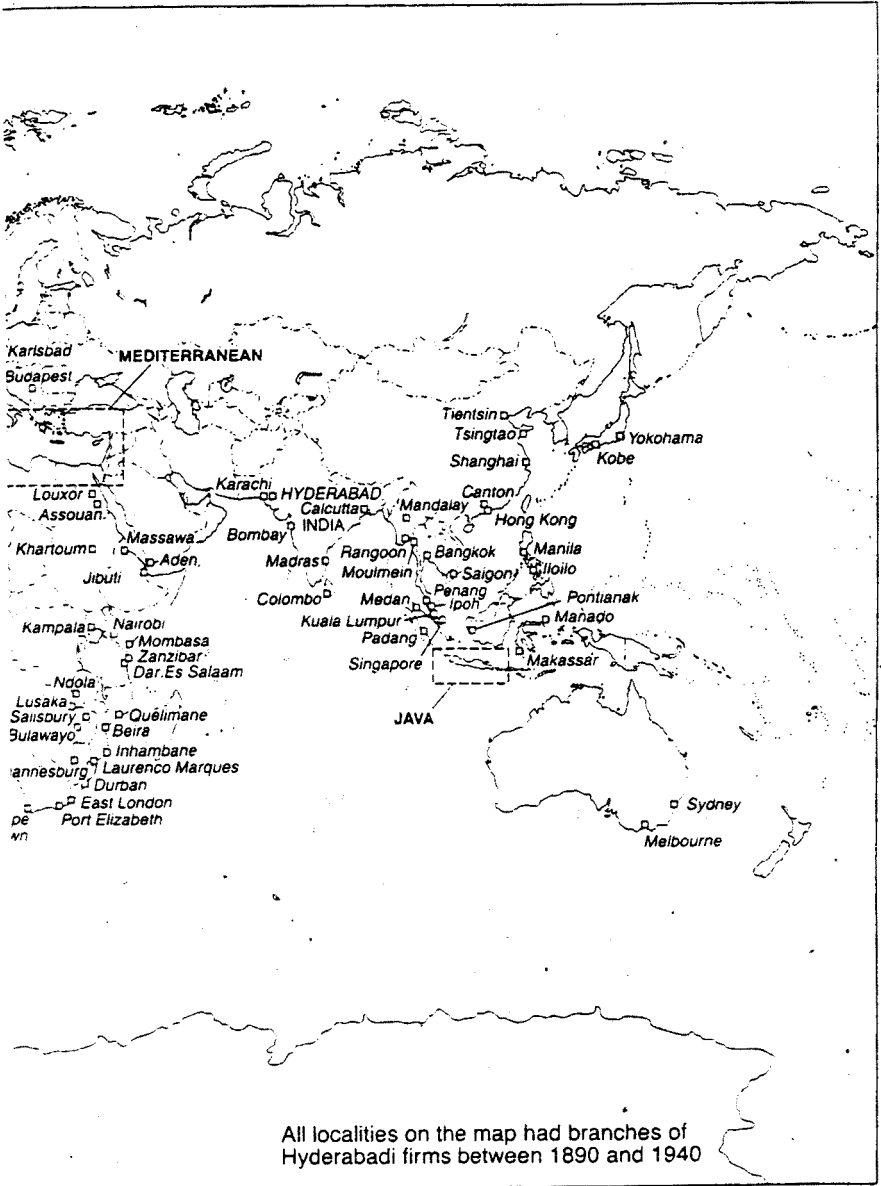 Karlsbad
MEDITERRANEAN
Budapest
Tientsin
Tsingtao
Yokohama
Kobe
Shanghai
Karachi
HYDERABAD
Louxor
Calcutta
Canton
Mandalay
Assouan
INDIA
Hong Kong
Bombay
Massawa
Khartoum
Rangoon
Bangkok
Manila
Aden
Madras
Moulmein
Saigon
Iloilo
Jibuti
Penang
Colombo
Medan
Ipoh
Pontianak
Kuala Lumpur
Manado
Kampala
Nairobi
Mombasa
Padang
Zanzibar
Singapore
Makassar
Dar.Es Salaam
Ndola
Lusaka
Salisbury
Quélimane
JAVA
Bulawayo
Beira
Inhambane
annesburg
Laurenco Marques
Durban
East London
Sydney
pe
Port Elizabeth
wn
Melbourne
All localities on the map had branches of
Hyderabadi firms between 1890 and 1940